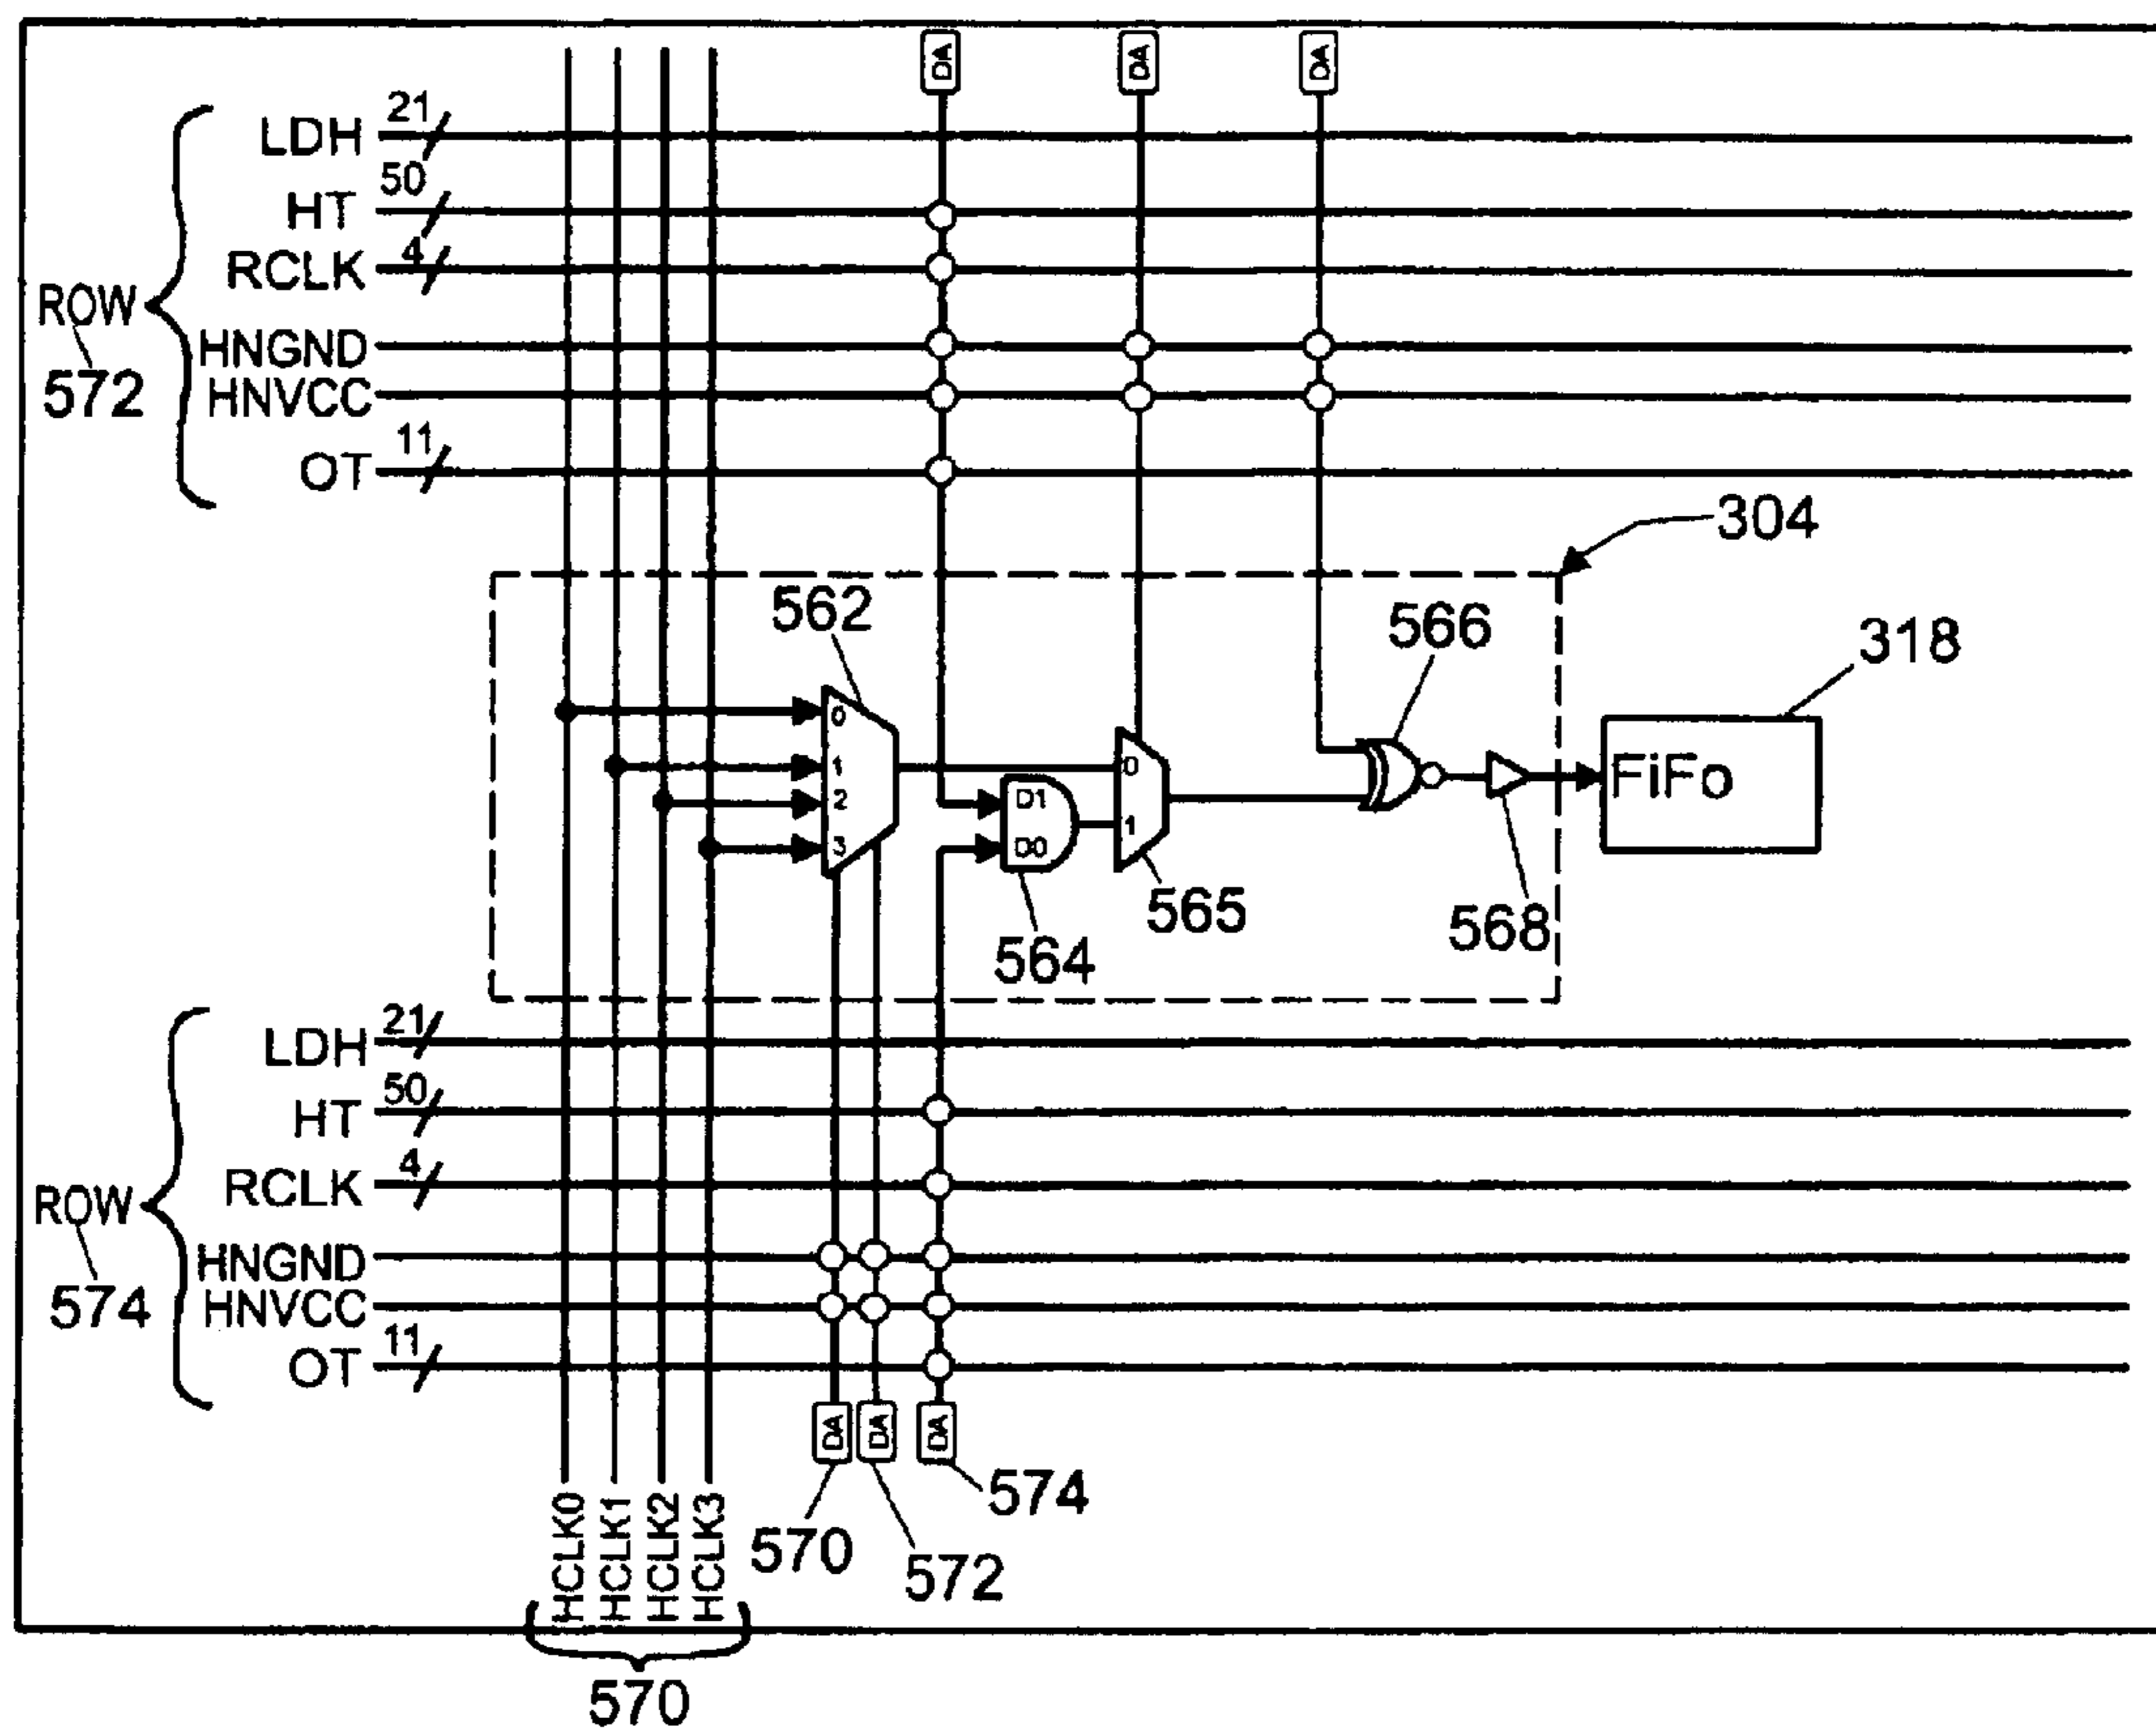 DA
DA
DA
LDH 21
HT 50
RCLK 4
ROW
572
HNGND
HNVCC
OT 11
304
562
566
318
0
1
2
3
D1
D0
0
1
FiFo
564
565
568
LDH 21
HT 50
RCLK 4
ROW
574
HNGND
HNVCC
OT 11
DA
DA
DA
570
572
574
HCLK0
HCLK1
HCLK2
HCLK3
570